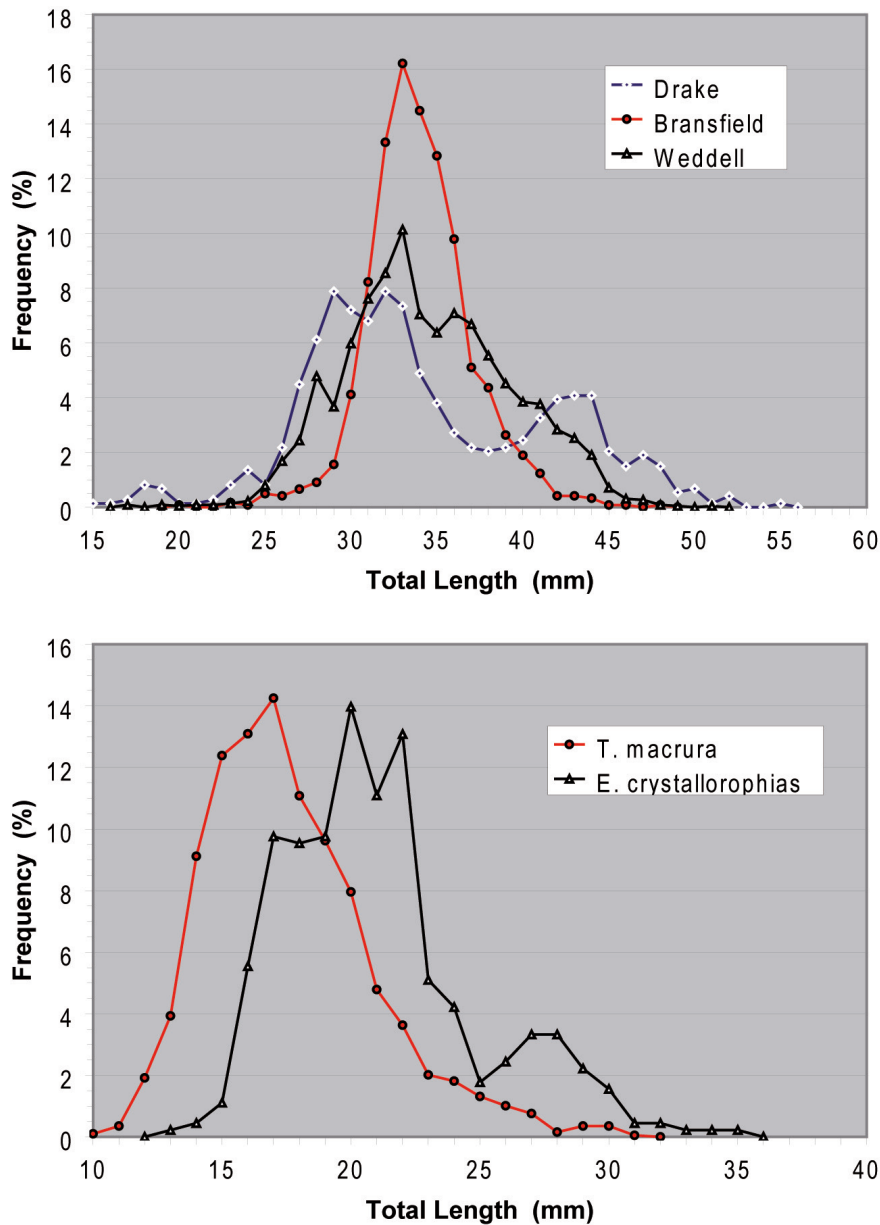 18
16
14
12
10
8
6
4
2
0
Frequency (%)
Drake
Bransfield
Weddell
15 20 25 30 35 40 45 50 55 60
Total Length (mm)
16
14
12
10
8
6
4
2
0
Frequency (%)
T. macrura
E. crystallorophias
10 15 20 25 30 35 40
Total Length (mm)